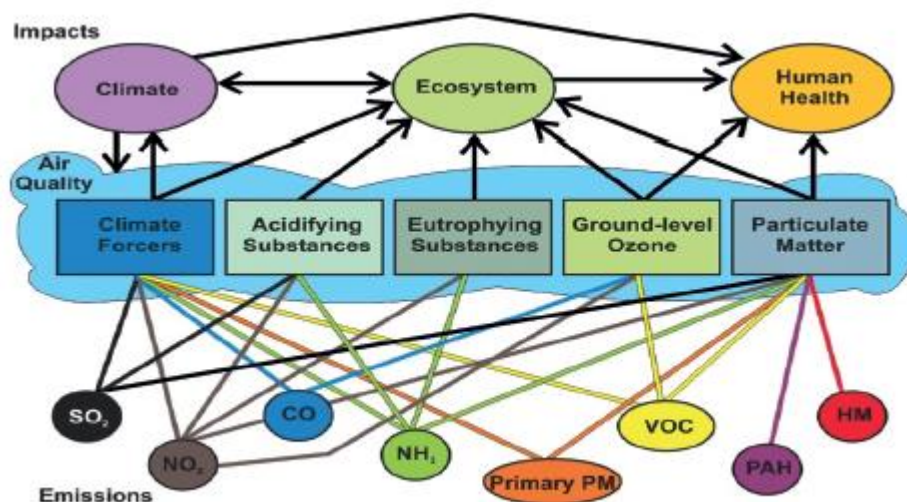 Impacts
Climate
Ecosystem
Human
Health
Air
Quality
Climate
Forcers
Acidifying
Substances
Eutrophying
Substances
Ground-level
Ozone
Particulate
Matter
SO₂
CO
VOC
HM
NOₓ
NH₃
PAH
Primary PM
Emissions